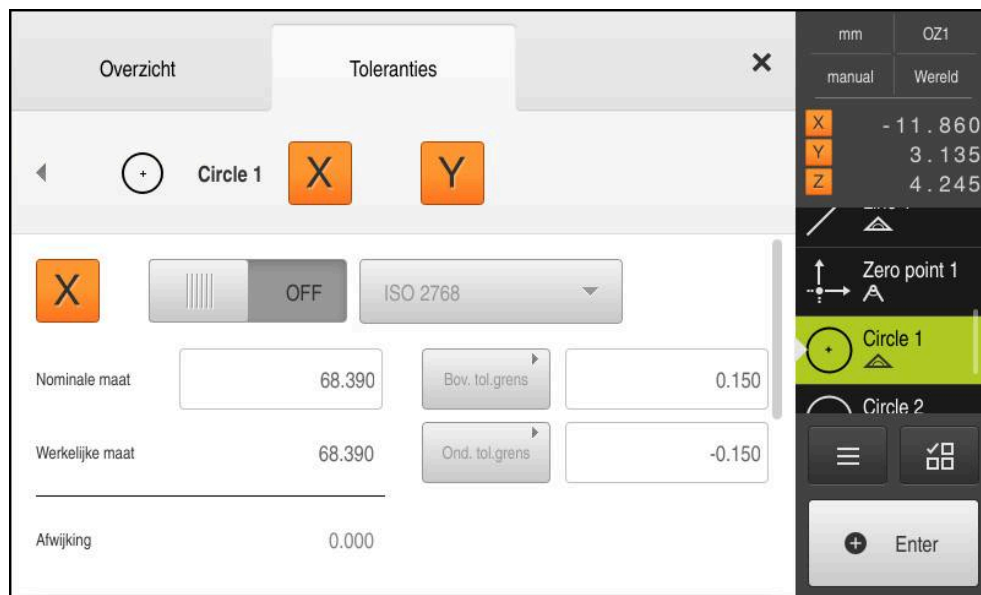 Overzicht
Toleranties
Circle 1 X Y
X OFF ISO 2768
Nominale maat 68.390 Bov. tol.grens 0.150
Werkelijke maat 68.390 Ond. tol.grens -0.150
Afwijking 0.000
mm OZ1
manual Wereld
X -11.860
Y 3.135
Z 4.245
Zero point 1
Circle 1
Circle 2
Enter